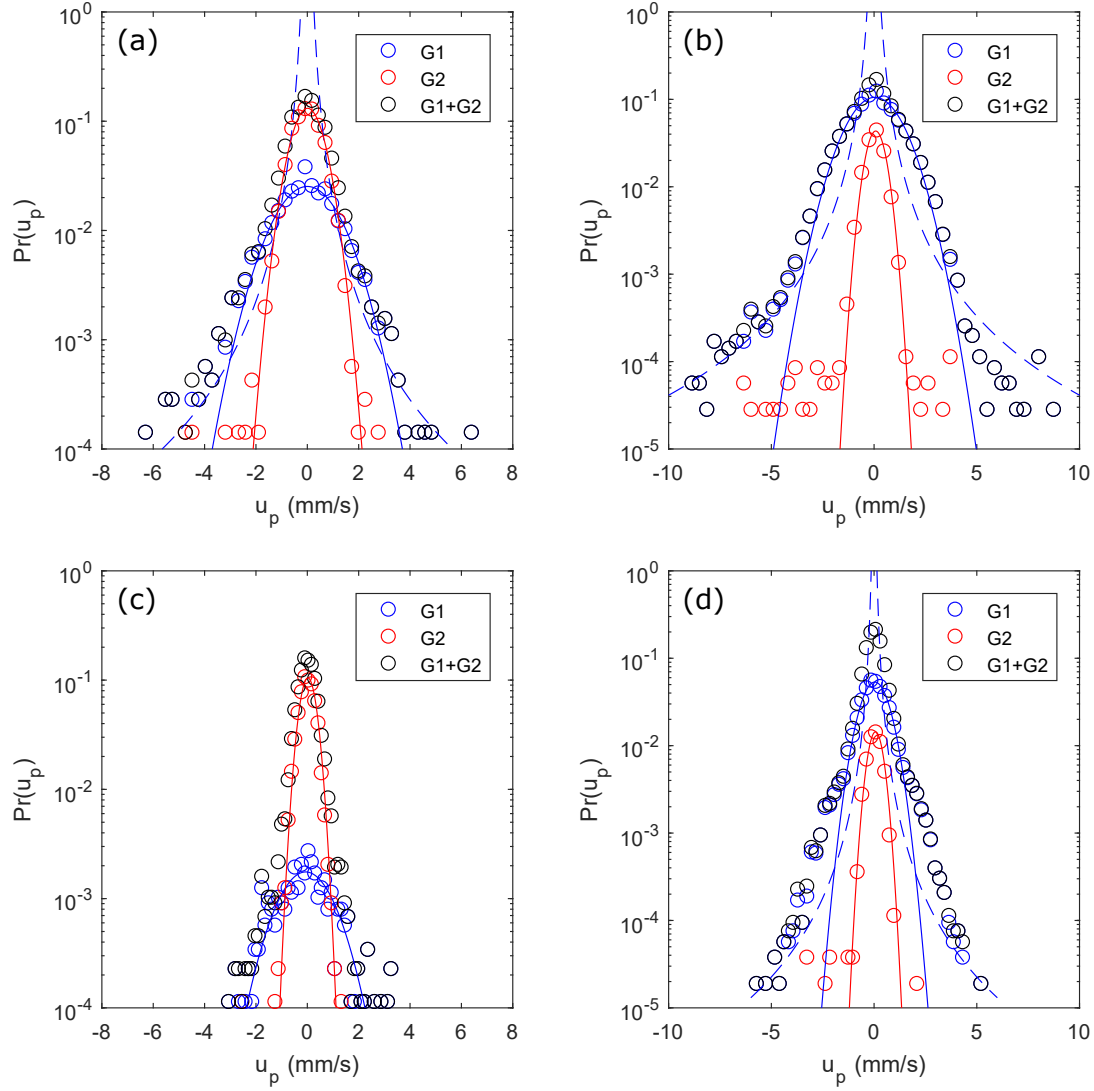 (a)
G1
G2
G1+G2
10^0
10^-1
10^-2
10^-3
10^-4
Pr(u_p)
-8 -6 -4 -2 0 2 4 6 8
u_p (mm/s)
(b)
G1
G2
G1+G2
10^0
10^-1
10^-2
10^-3
10^-4
10^-5
Pr(u_p)
-10 -5 0 5 10
u_p (mm/s)
(c)
G1
G2
G1+G2
10^0
10^-1
10^-2
10^-3
10^-4
Pr(u_p)
-8 -6 -4 -2 0 2 4 6 8
u_p (mm/s)
(d)
G1
G2
G1+G2
10^0
10^-1
10^-2
10^-3
10^-4
10^-5
Pr(u_p)
-10 -5 0 5 10
u_p (mm/s)